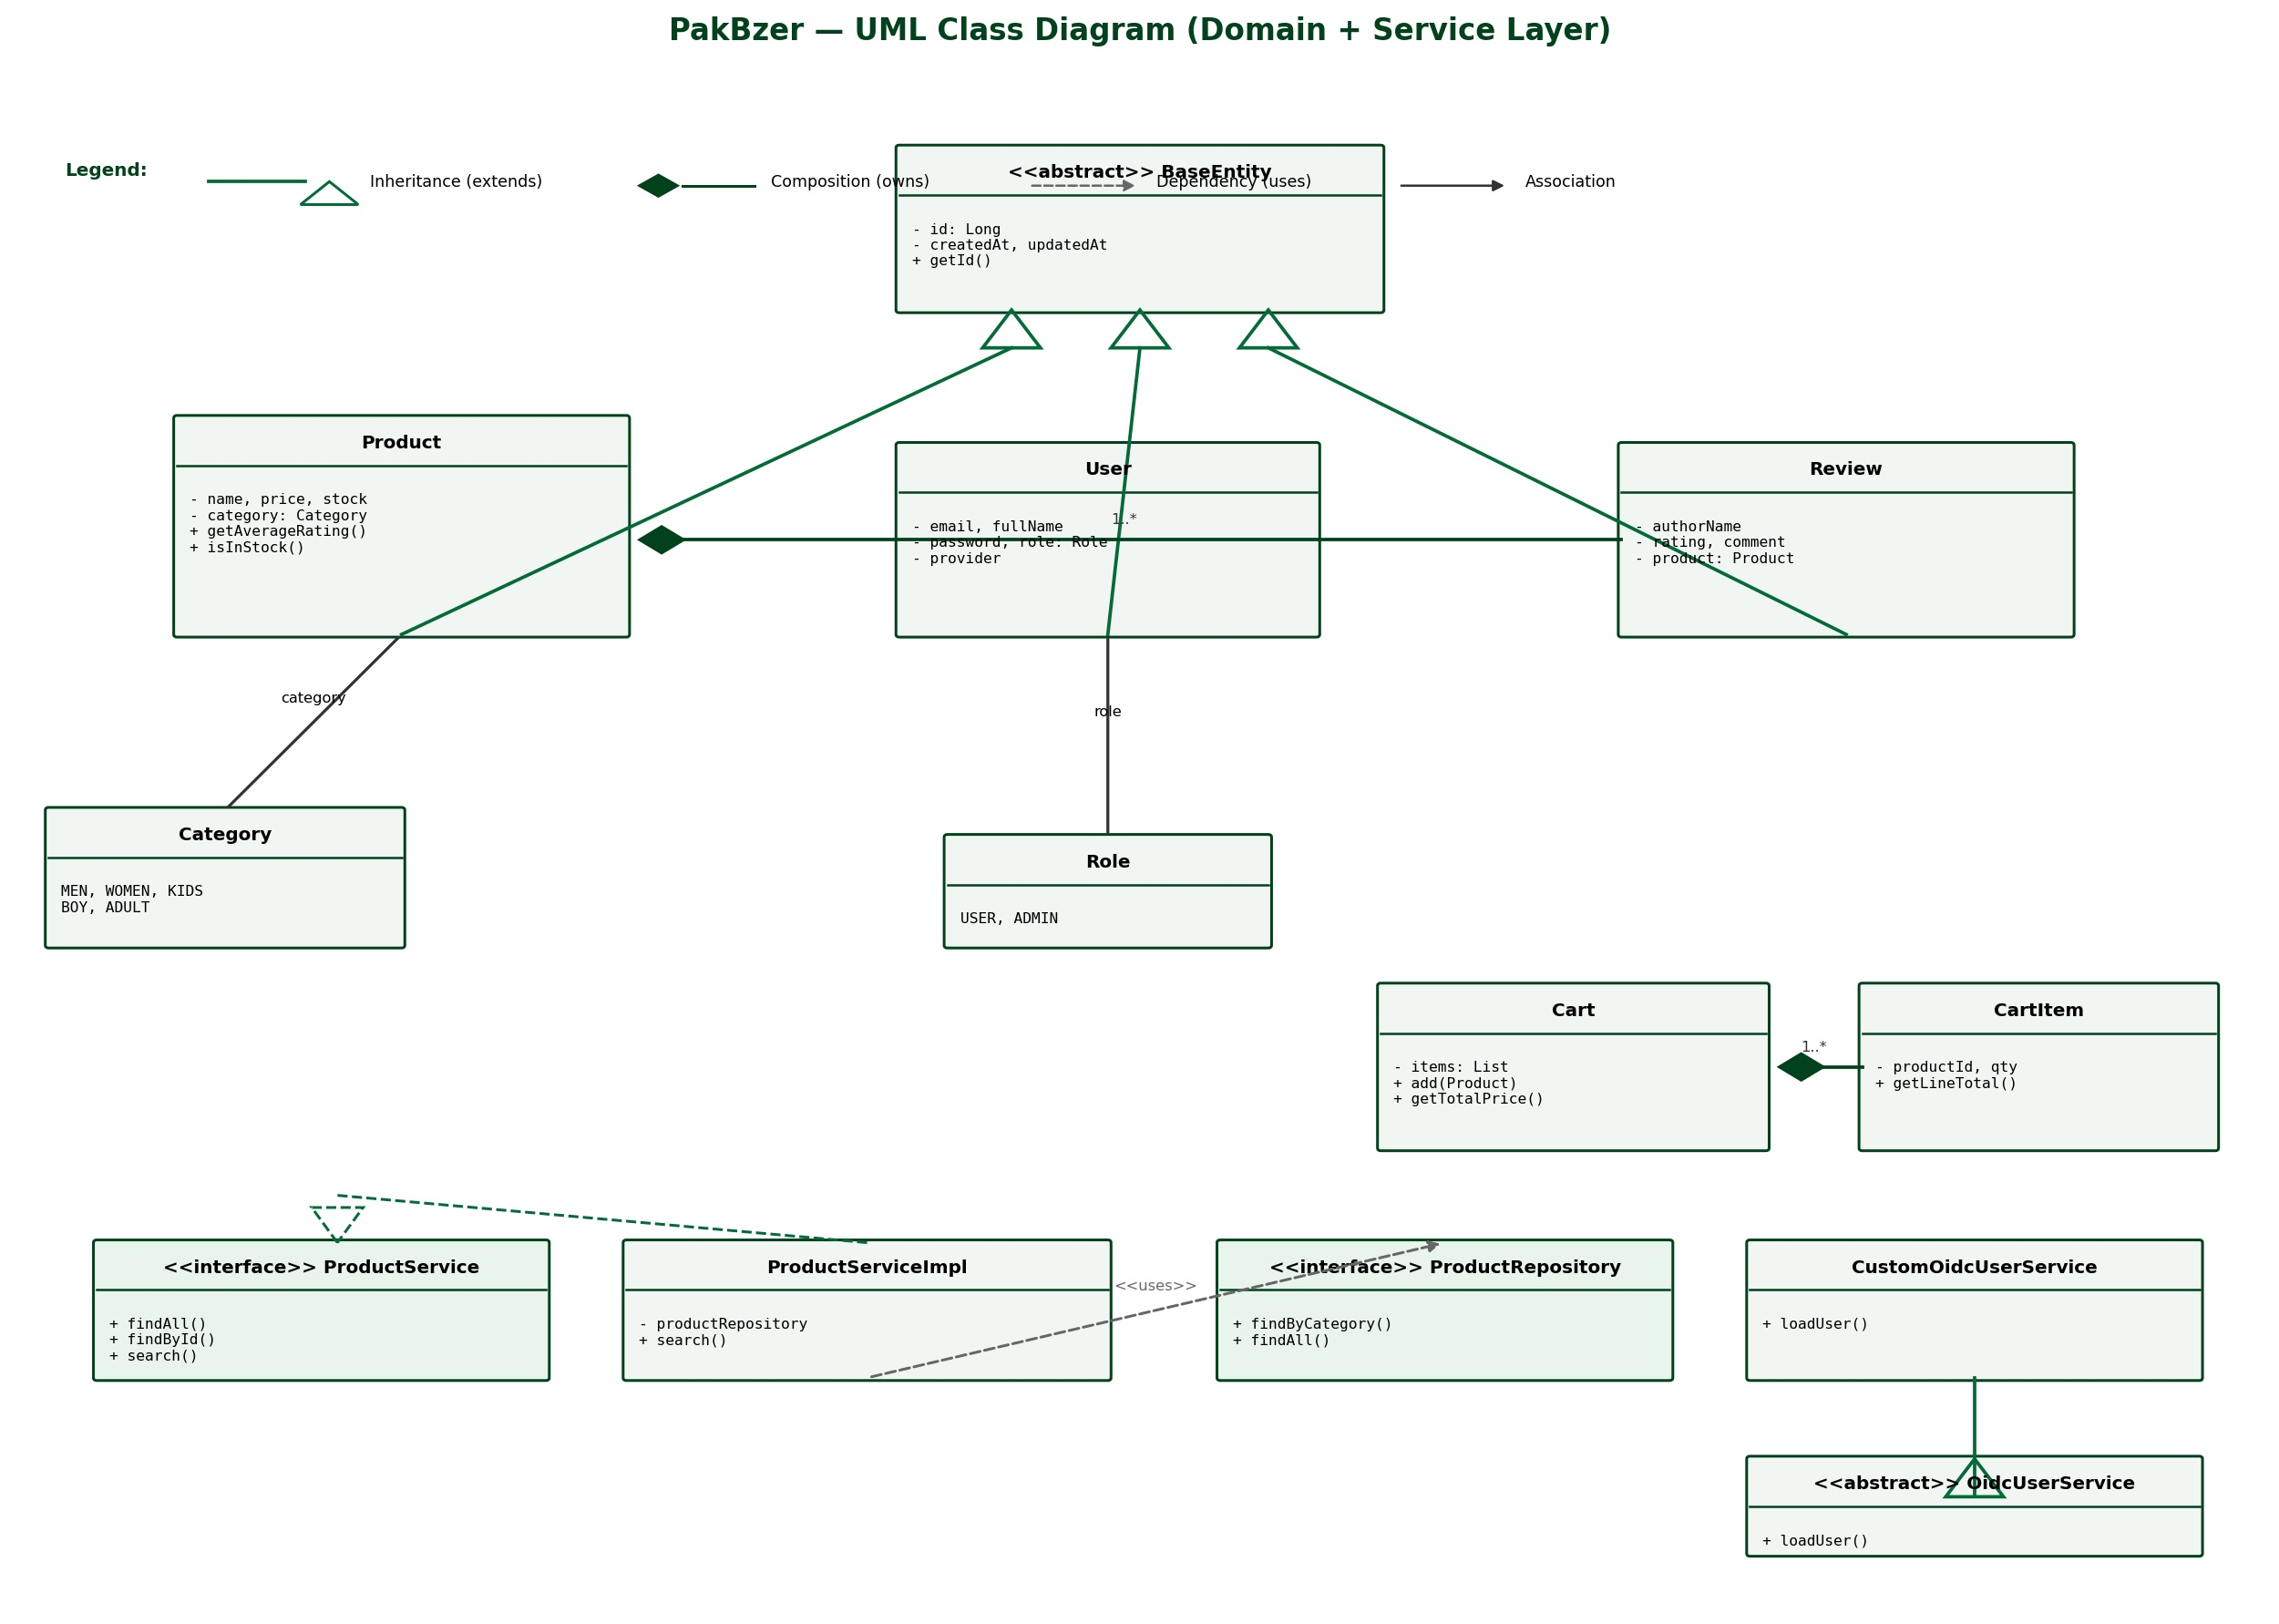 PakBzer — UML Class Diagram (Domain + Service Layer)
Legend:
Inheritance (extends)
Composition (owns)
Dependency (uses)
Association
<<abstract>> BaseEntity
- id: Long
- createdAt, updatedAt
+ getId()
Product
- name, price, stock
- category: Category
+ getAverageRating()
+ isInStock()
User
- email, fullName
- password, role: Role
- provider
1..*
Review
- authorName
- rating, comment
- product: Product
category
role
Category
MEN, WOMEN, KIDS
BOY, ADULT
Role
USER, ADMIN
Cart
- items: List
+ add(Product)
+ getTotalPrice()
1..*
CartItem
- productId, qty
+ getLineTotal()
<<interface>> ProductService
+ findAll()
+ findById()
+ search()
ProductServiceImpl
- productRepository
+ search()
<<uses>>
<<interface>> ProductRepository
+ findByCategory()
+ findAll()
CustomOidcUserService
+ loadUser()
<<abstract>> OidcUserService
+ loadUser()